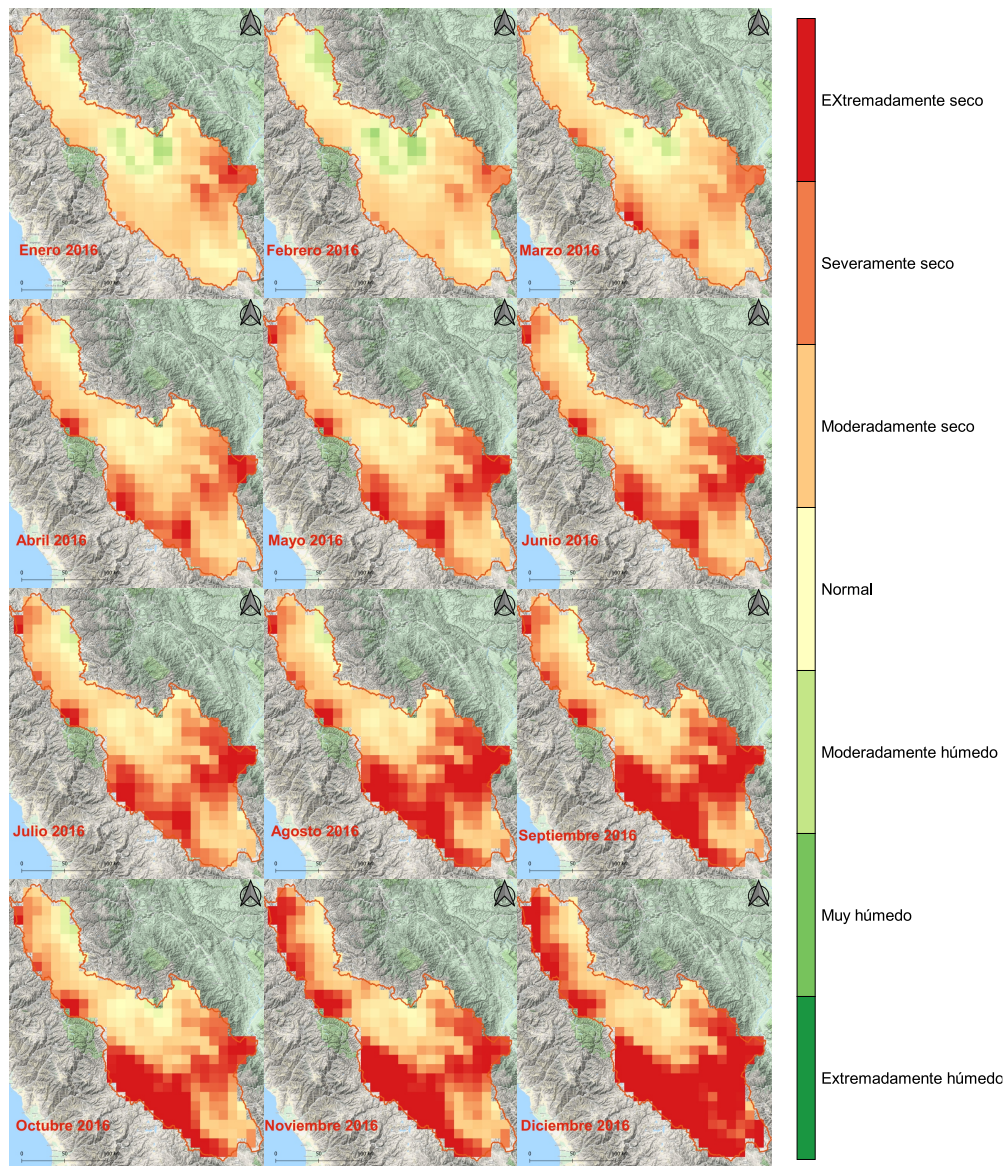 Enero 2016
Febrero 2016
Marzo 2016
Abril 2016
Mayo 2016
Junio 2016
Julio 2016
Agosto 2016
Septiembre 2016
Octubre 2016
Noviembre 2016
Diciembre 2016
EXtremadamente seco
Severamente seco
Moderadamente seco
Normal
Moderadamente húmedo
Muy húmedo
Extremadamente húmedo